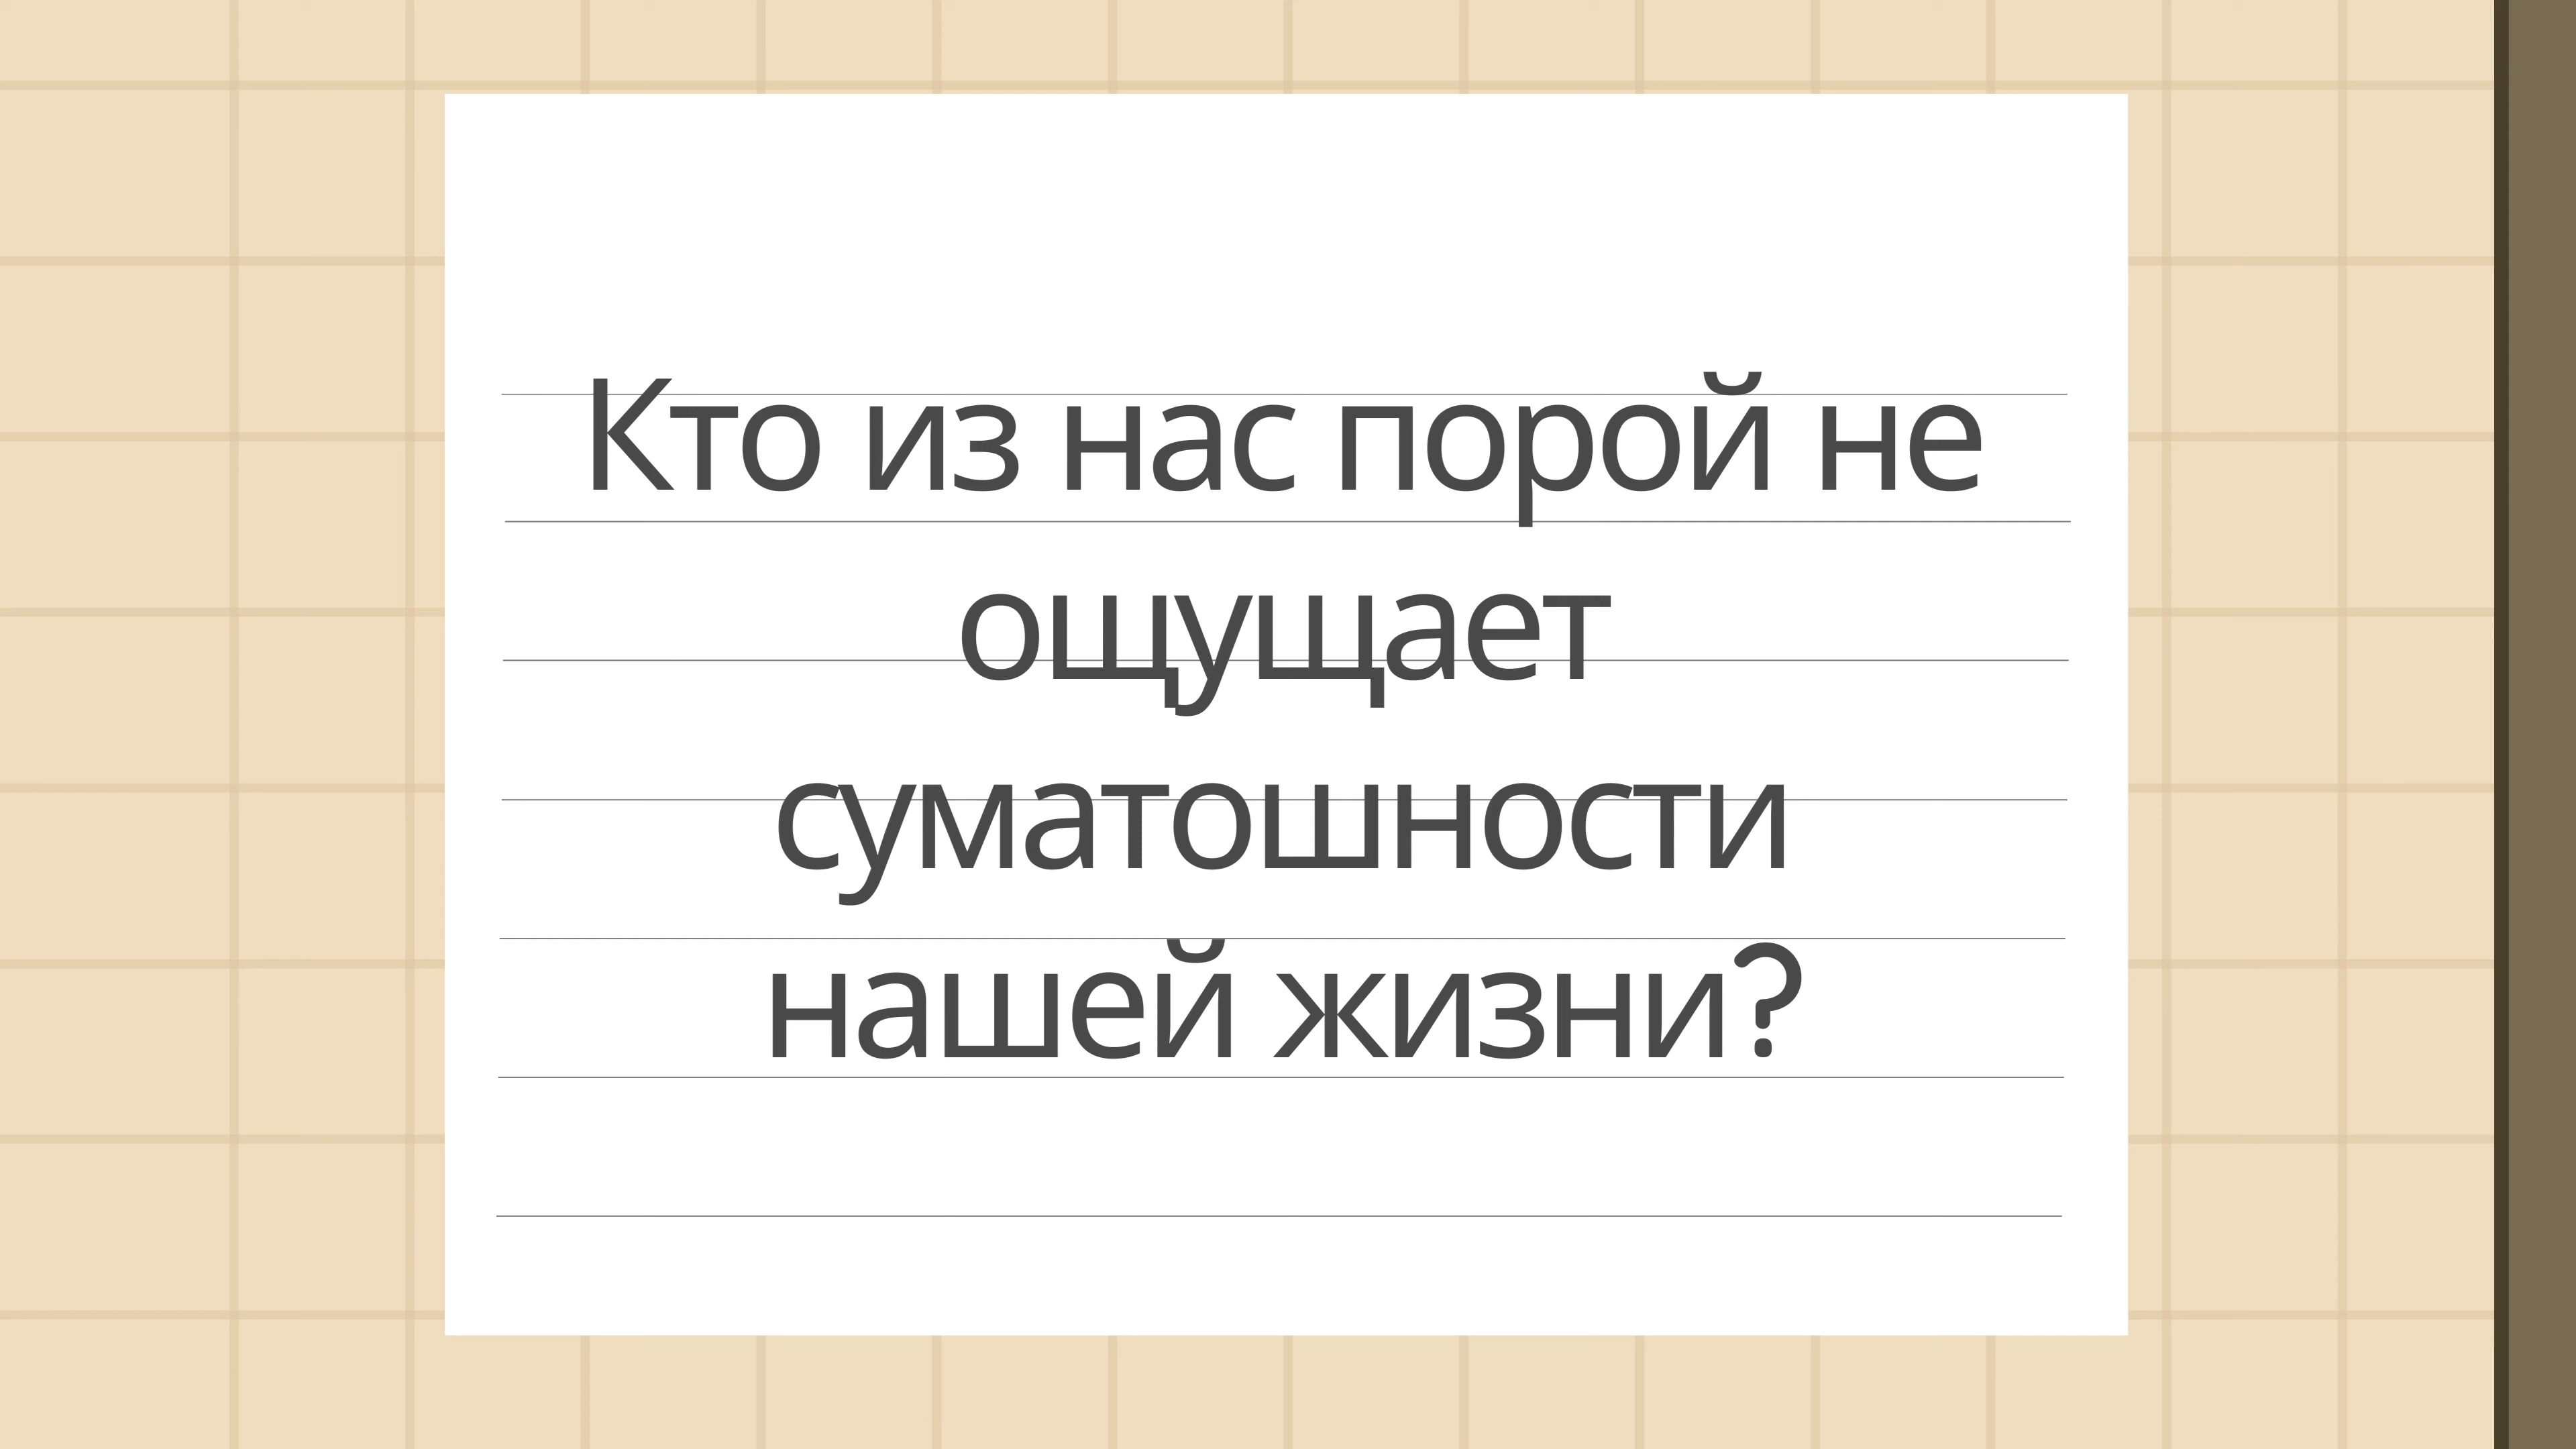 Кто из нас порой не
ощущает
суматошности
нашей жизни?